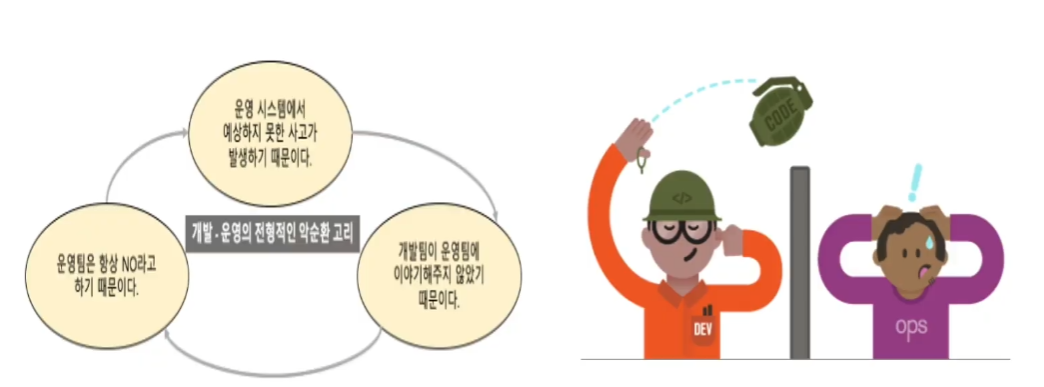 운영 시스템에서
예상하지 못한 사고가
발생하기 때문이다.
개발 - 운영의 전형적인 악순환 고리
운영팀은 항상 NO라고
하기 때문이다.
개발팀이 운영팀에
이야기해주지 않았기
때문이다.
CODE
</>
DEV
!
ops